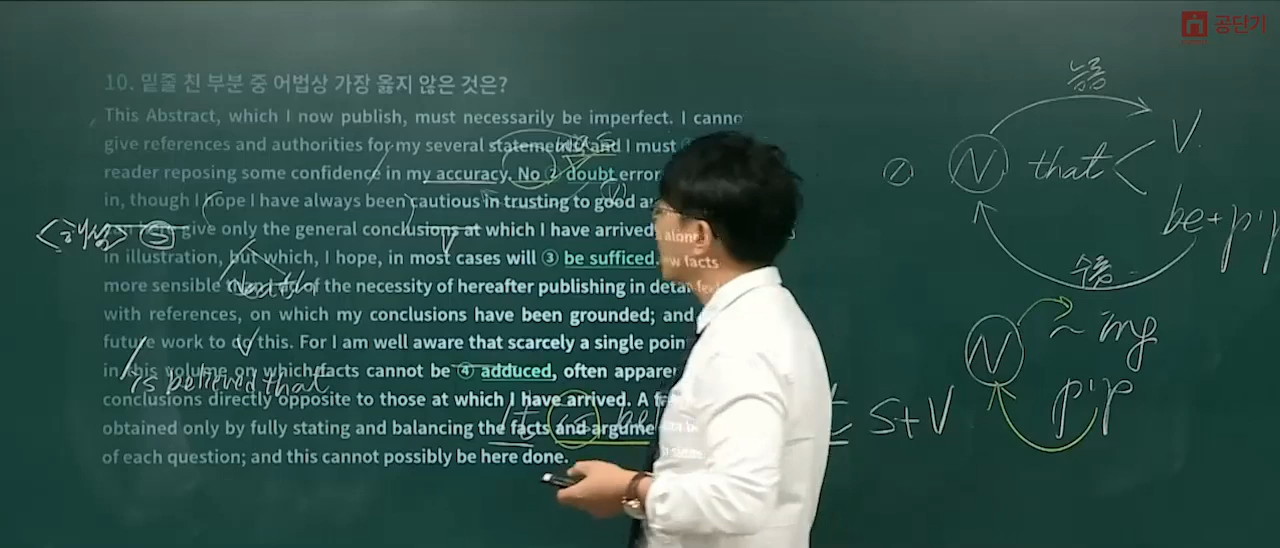 공단기
10. 밑줄 친 부분 중 어법상 가장 옳지 않은 것은?
This Abstract, which I now publish, must necessarily be imperfect. I canno
give references and authorities for my several statements and I must
reader reposing some confidence in my accuracy. No ② doubt error
in, though I hope I have always been cautious in trusting to good
give only the general conclusions at which I have arrived,
in illustration, but which, I hope, in most cases will ③ be sufficed.
more sensible than I do of the necessity of hereafter publishing in detai
with references, on which my conclusions have been grounded; and
future work to do this. For I am well aware that scarcely a single poin
in this volume on which facts cannot be ④ adduced, often appare
conclusions directly opposite to those at which I have arrived. A
obtained only by fully stating and balancing the facts and argume
of each question; and this cannot possibly be here done.
was
S
is believed that
It is be
S+V
능동
N that
V.
be+p.p
수동
N ~ing
p.p